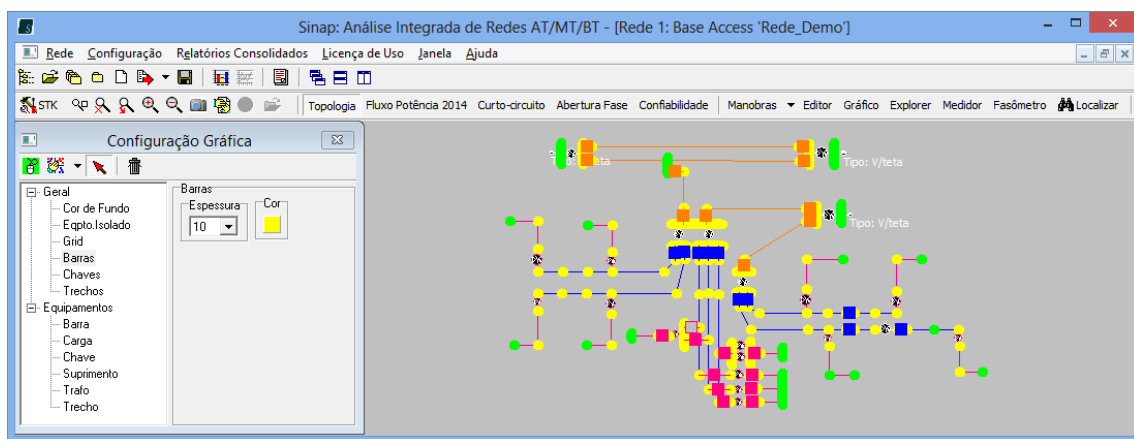 Sinap: Análise Integrada de Redes AT/MT/BT - [Rede 1: Base Access 'Rede_Demo']
Rede Configuração Relatórios Consolidados Licença de Uso Janela Ajuda
STK Topologia Fluxo Potência 2014 Curto-circuito Abertura Fase Confiabilidade Manobras Editor Gráfico Explorer Medidor Fasômetro Localizar
Configuração Gráfica
Geral
Cor de Fundo
Eqpto.Isolado
Grid
Barras
Chaves
Trechos
Equipamentos
Barra
Carga
Chave
Suprimento
Trafo
Trecho
Barras
Espessura
10
Cor
Tipo: V/teta
Tipo: V/teta